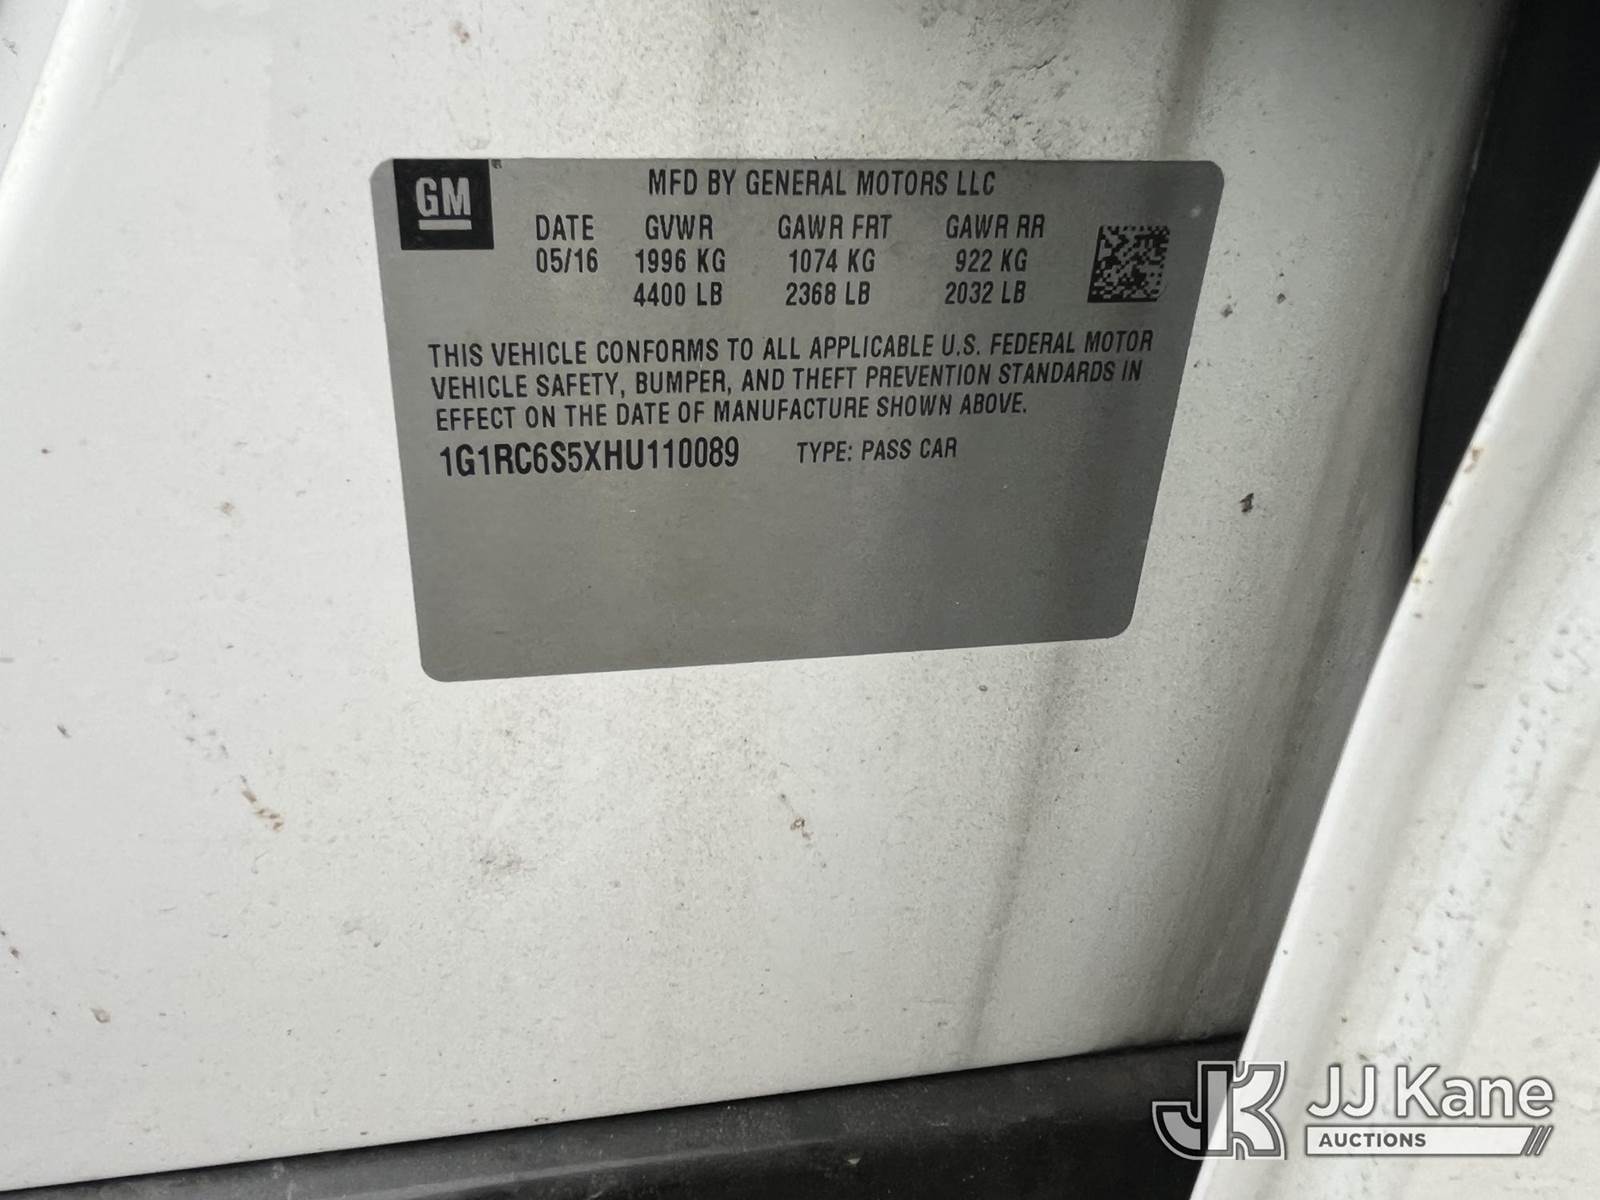 GM
MFD BY GENERAL MOTORS LLC
DATE GVWR GAWR FRT GAWR RR
05/16 1996 KG 1074 KG 922 KG
4400 LB 2368 LB 2032 LB
THIS VEHICLE CONFORMS TO ALL APPLICABLE U.S. FEDERAL MOTOR
VEHICLE SAFETY, BUMPER, AND THEFT PREVENTION STANDARDS IN
EFFECT ON THE DATE OF MANUFACTURE SHOWN ABOVE.
1G1RC6S5XHU110089 TYPE: PASS CAR
JK JJ Kane
AUCTIONS